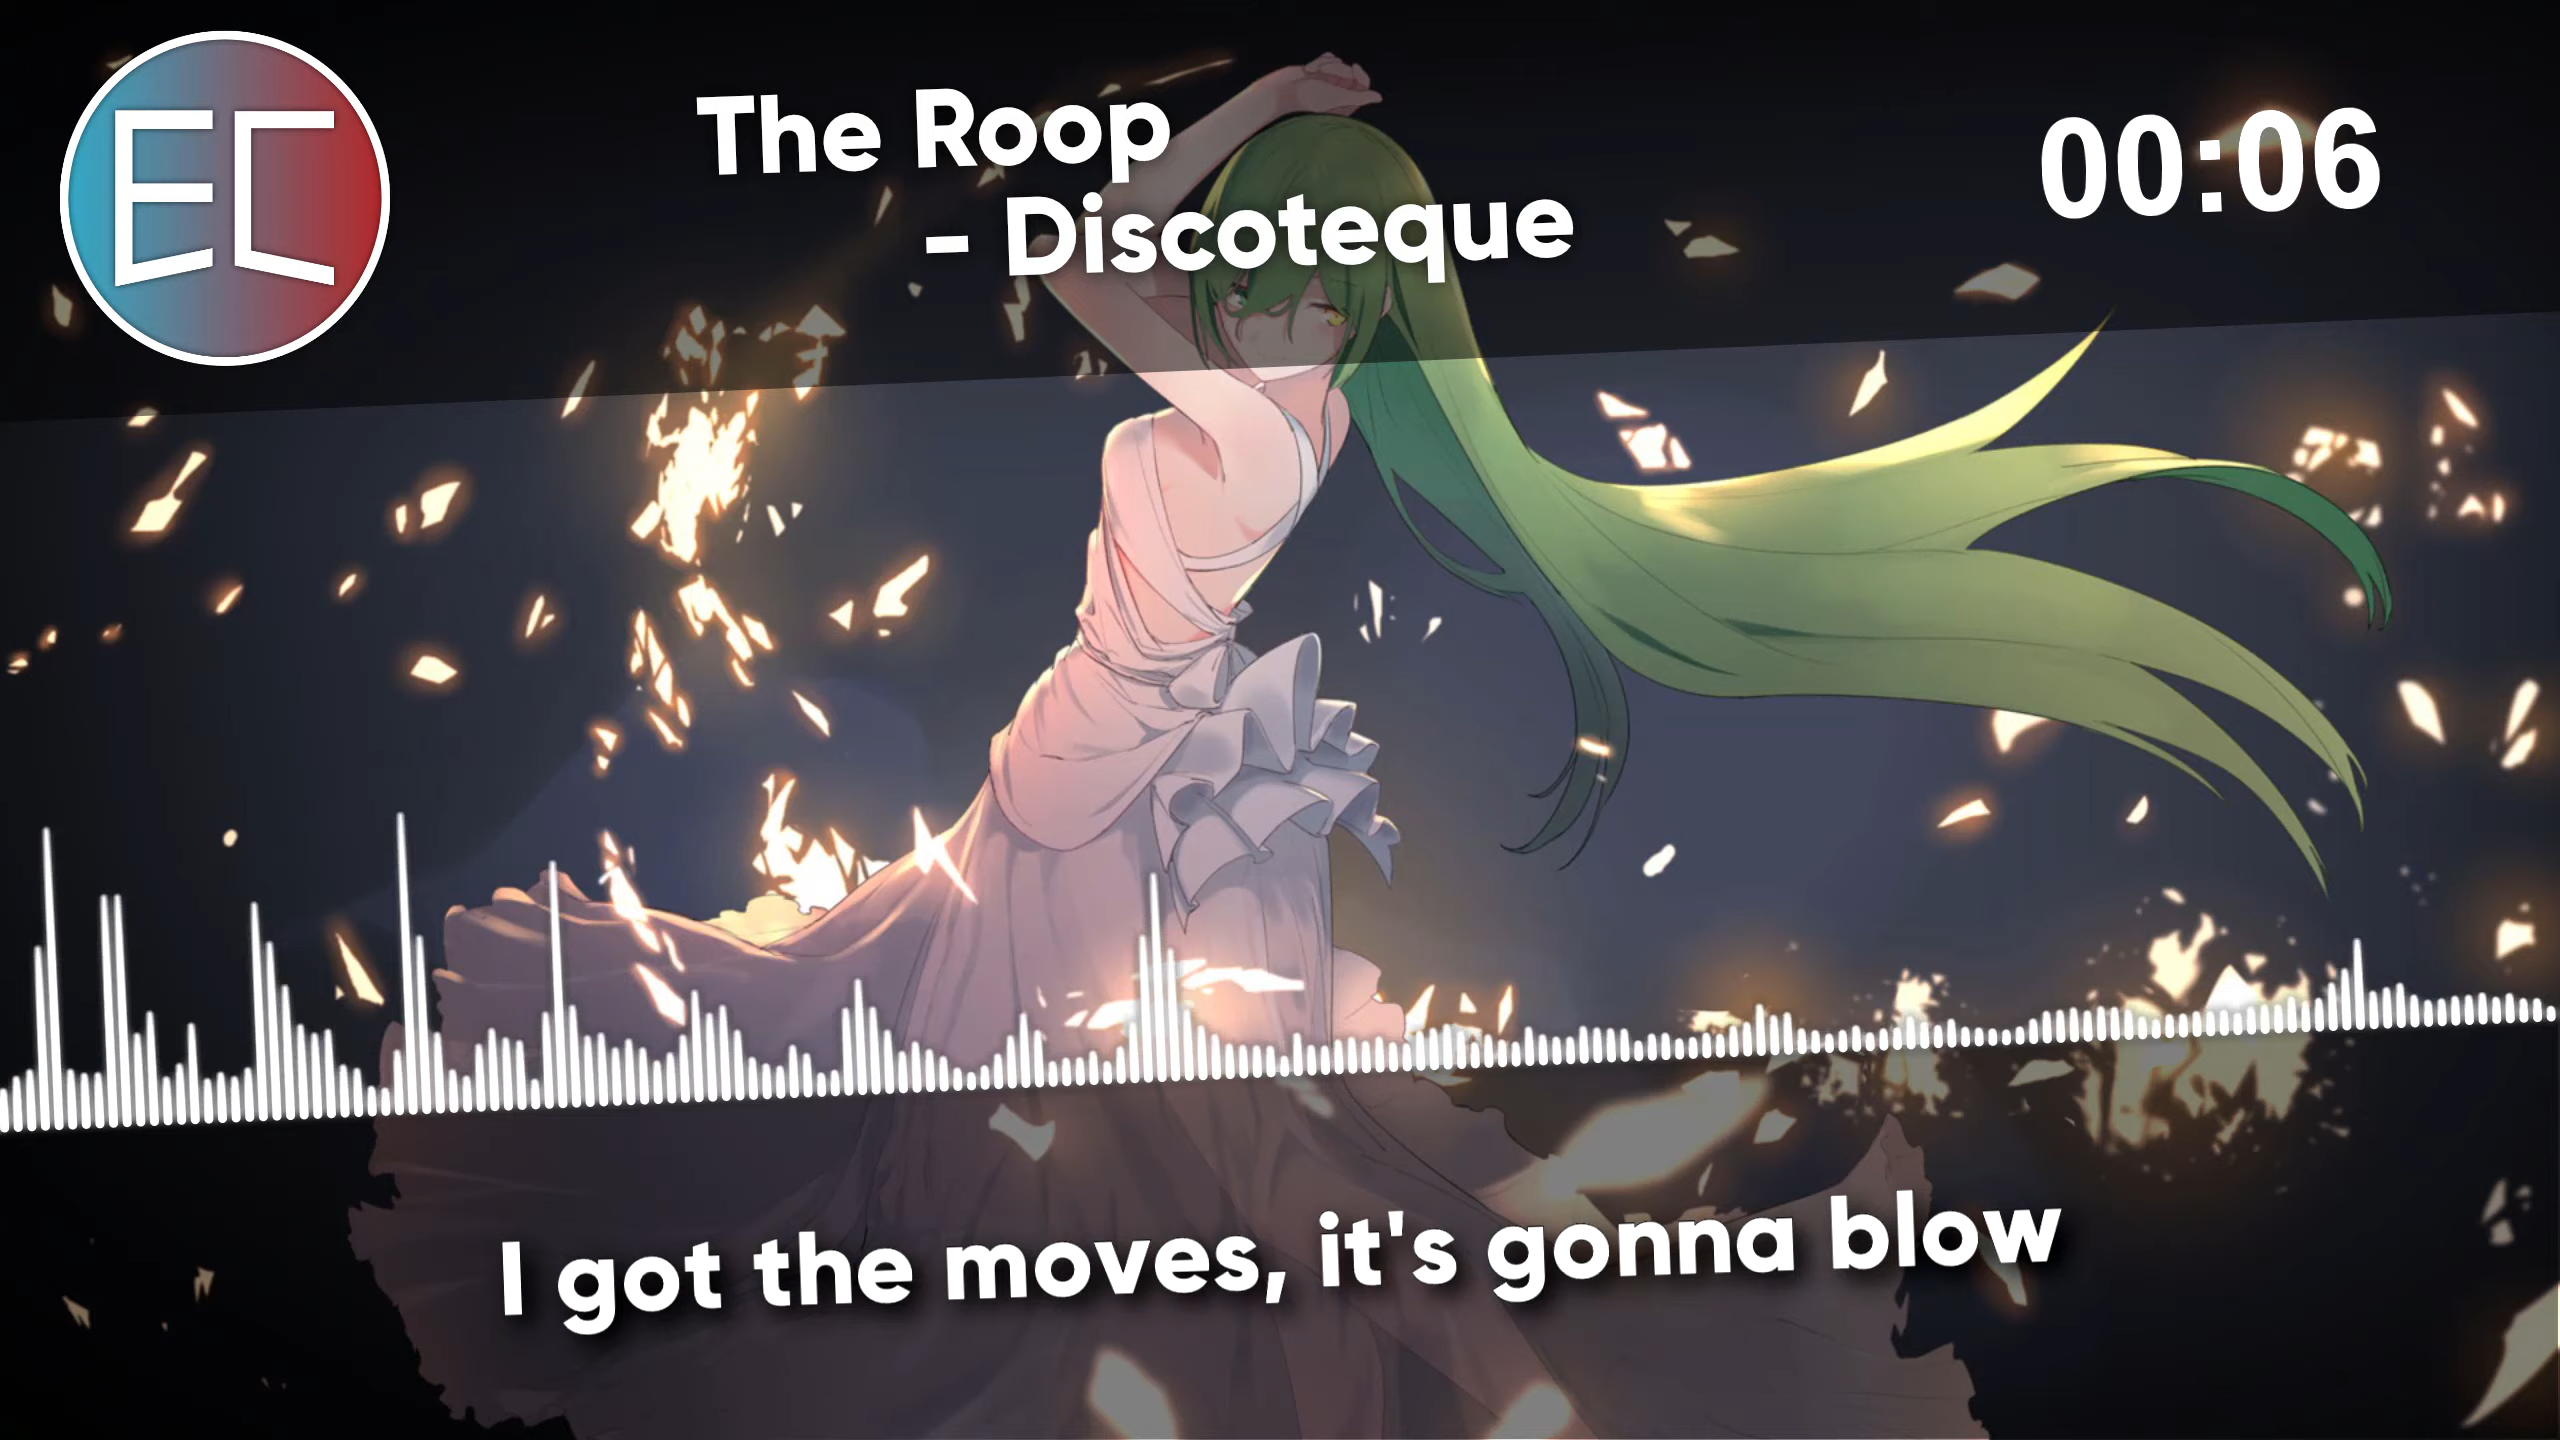 EC
The Roop
- Discoteque
00:06
I got the moves, it's gonna blow